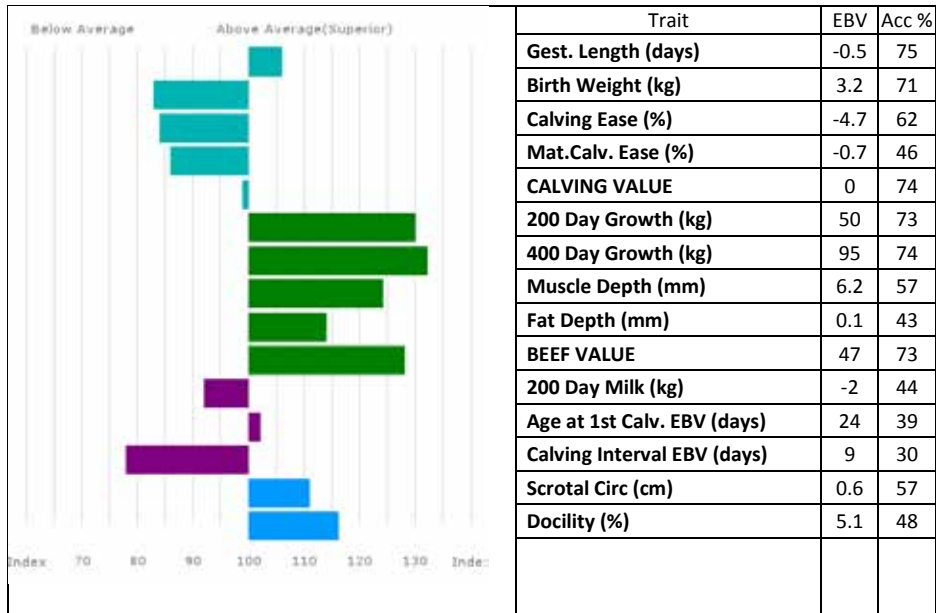 Below Average Above Average(Superior)
Index 70 80 90 100 110 120 130 Inde
Trait EBV Acc %
Gest. Length (days) -0.5 75
Birth Weight (kg) 3.2 71
Calving Ease (%) -4.7 62
Mat.Calv. Ease (%) -0.7 46
CALVING VALUE 0 74
200 Day Growth (kg) 50 73
400 Day Growth (kg) 95 74
Muscle Depth (mm) 6.2 57
Fat Depth (mm) 0.1 43
BEEF VALUE 47 73
200 Day Milk (kg) -2 44
Age at 1st Calv. EBV (days) 24 39
Calving Interval EBV (days) 9 30
Scrotal Circ (cm) 0.6 57
Docility (%) 5.1 48